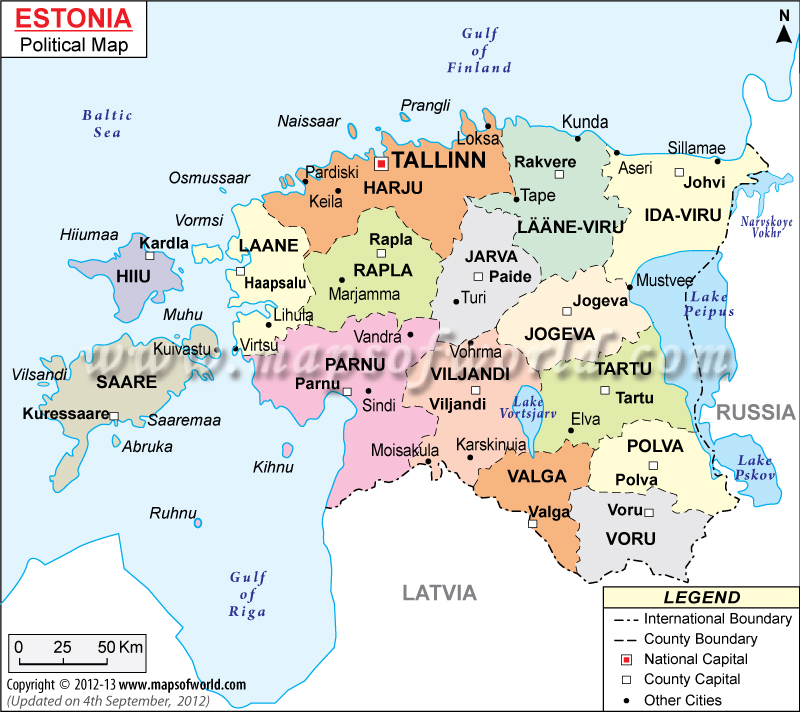 ESTONIA
Political Map
N
Gulf
of
Finland
Baltic
Sea
Prangli
Naissaar
Loksa
Kunda
TALLINN
Rakvere
Aseri
Sillamae
Johvi
Osmussaar
Pardiski
HARJU
Keila
Tape
IDA-VIRU
Narvskoye
Vokhr
Vormsi
LÄÄNE-VIRU
Hiiumaa
Kardla
LAANE
Rapla
JARVA
HIIU
Haapsalu
RAPLA
Paide
Marjamma
Turi
Mustvee
Jogeva
Lake
Peipus
Muhu
Lihula
Vandra
JOGEVA
Kuivastu
Virtsu
Vohrma
www.mapsofworld.com
Vilsandi
SAARE
PARNU
VILJANDI
TARTU
Parnu
Sindi
Viljandi
Lake
Vortsjarv
Tartu
RUSSIA
Kuressaare
Saaremaa
Elva
Abruka
Kihnu
Moisakula
Karskinuia
POLVA
Lake
Pskov
VALGA
Polva
Ruhnu
Valga
Voru
VORU
Gulf
of
Riga
LATVIA
LEGEND
International Boundary
County Boundary
National Capital
County Capital
Other Cities
0 25 50 Km
Copyright © 2012-13 www.mapsofworld.com
(Updated on 4th September, 2012)